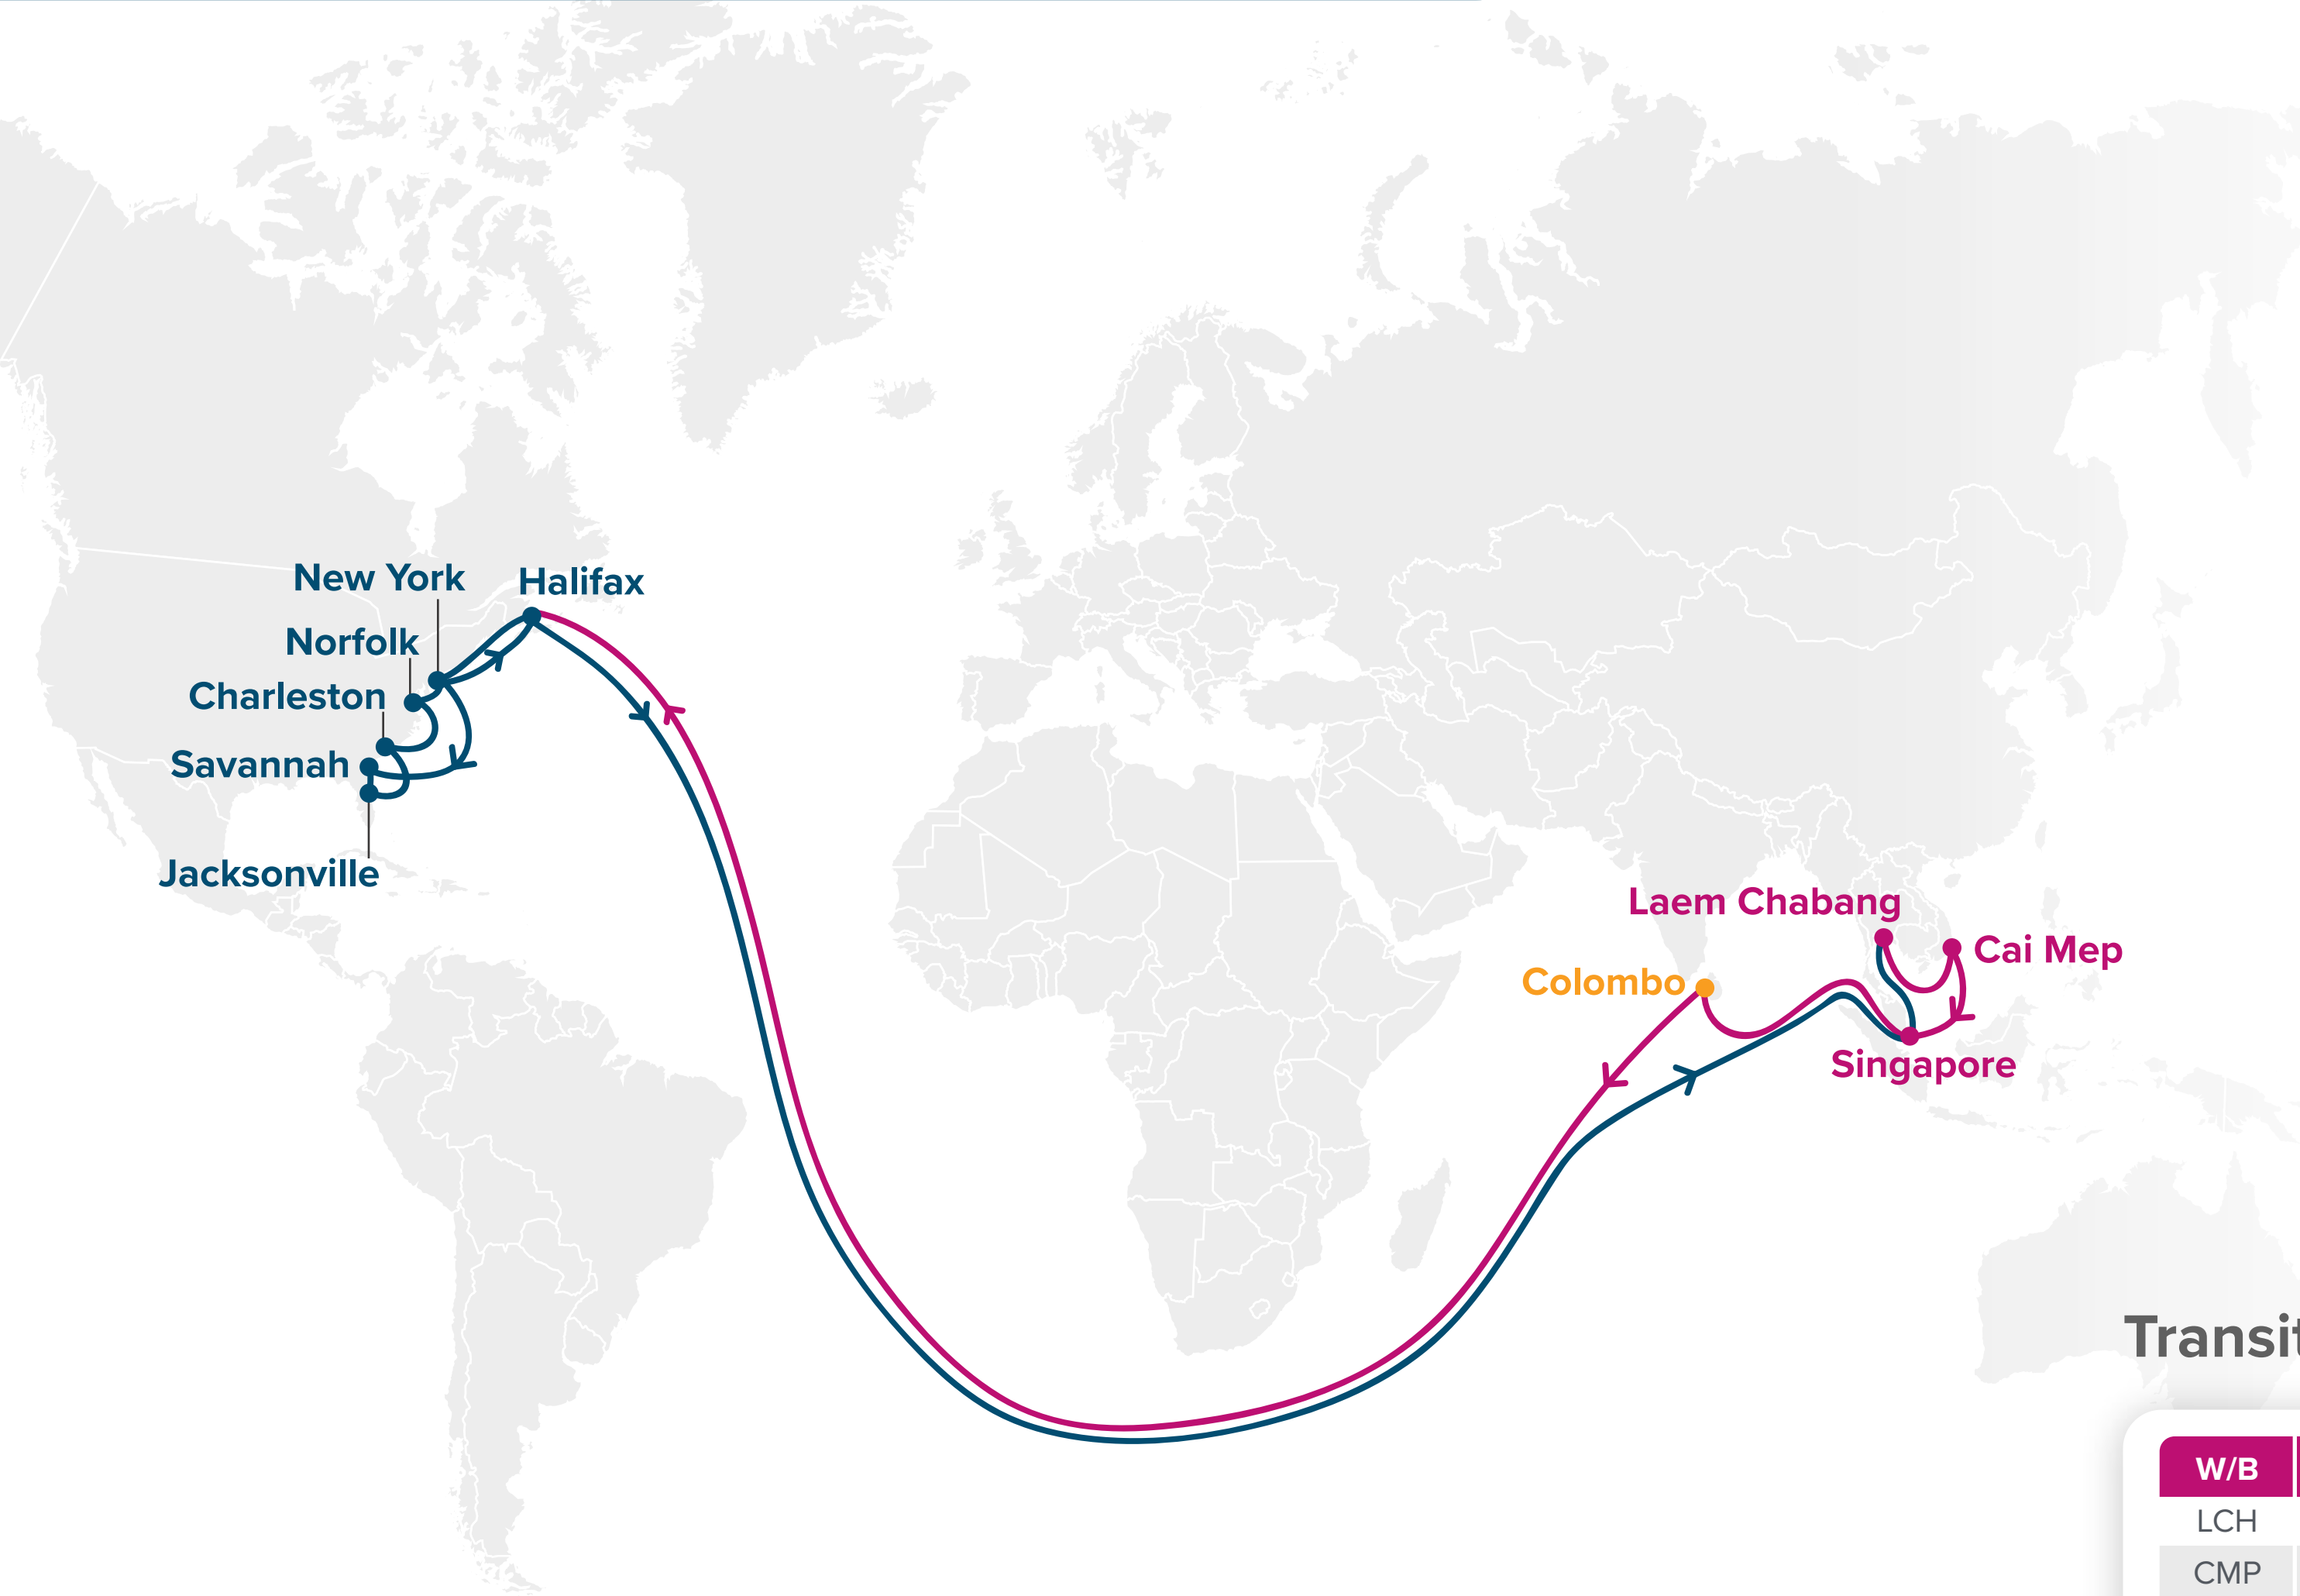 New York
Halifax
Norfolk
Charleston
Savannah
Jacksonville
Laem Chabang
Cai Mep
Colombo
Singapore
Transit
W/B
LCH
CMP